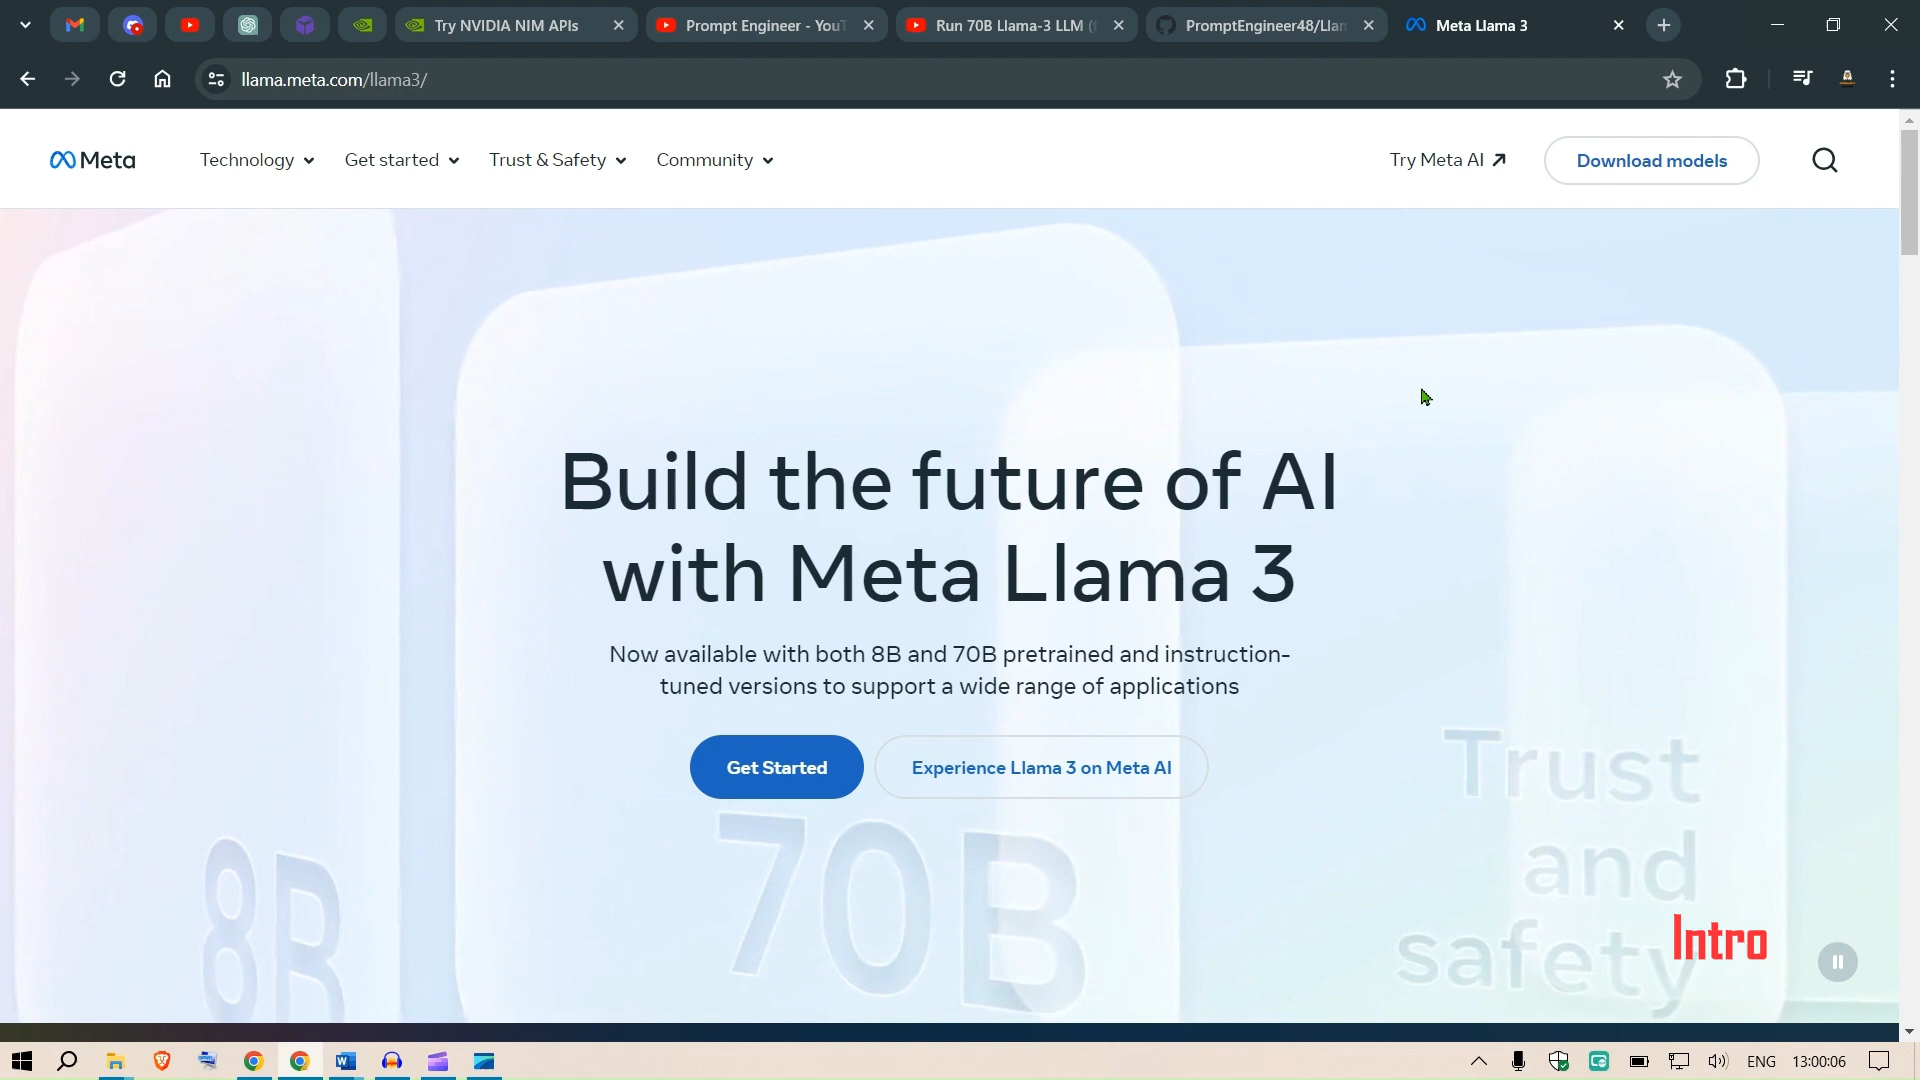 Try NVIDIA NIM APIs
Prompt Engineer - YouT
Run 70B Llama-3 LLM (f
PromptEngineer48/Llam
Meta Llama 3
llama.meta.com/llama3/
Meta
Technology
Get started
Trust & Safety
Community
Try Meta AI
Download models
Build the future of AI
with Meta Llama 3
Now available with both 8B and 70B pretrained and instruction-
tuned versions to support a wide range of applications
Get Started
Experience Llama 3 on Meta AI
8B
70B
Trust
and
safety
Intro
ENG
13:00:06